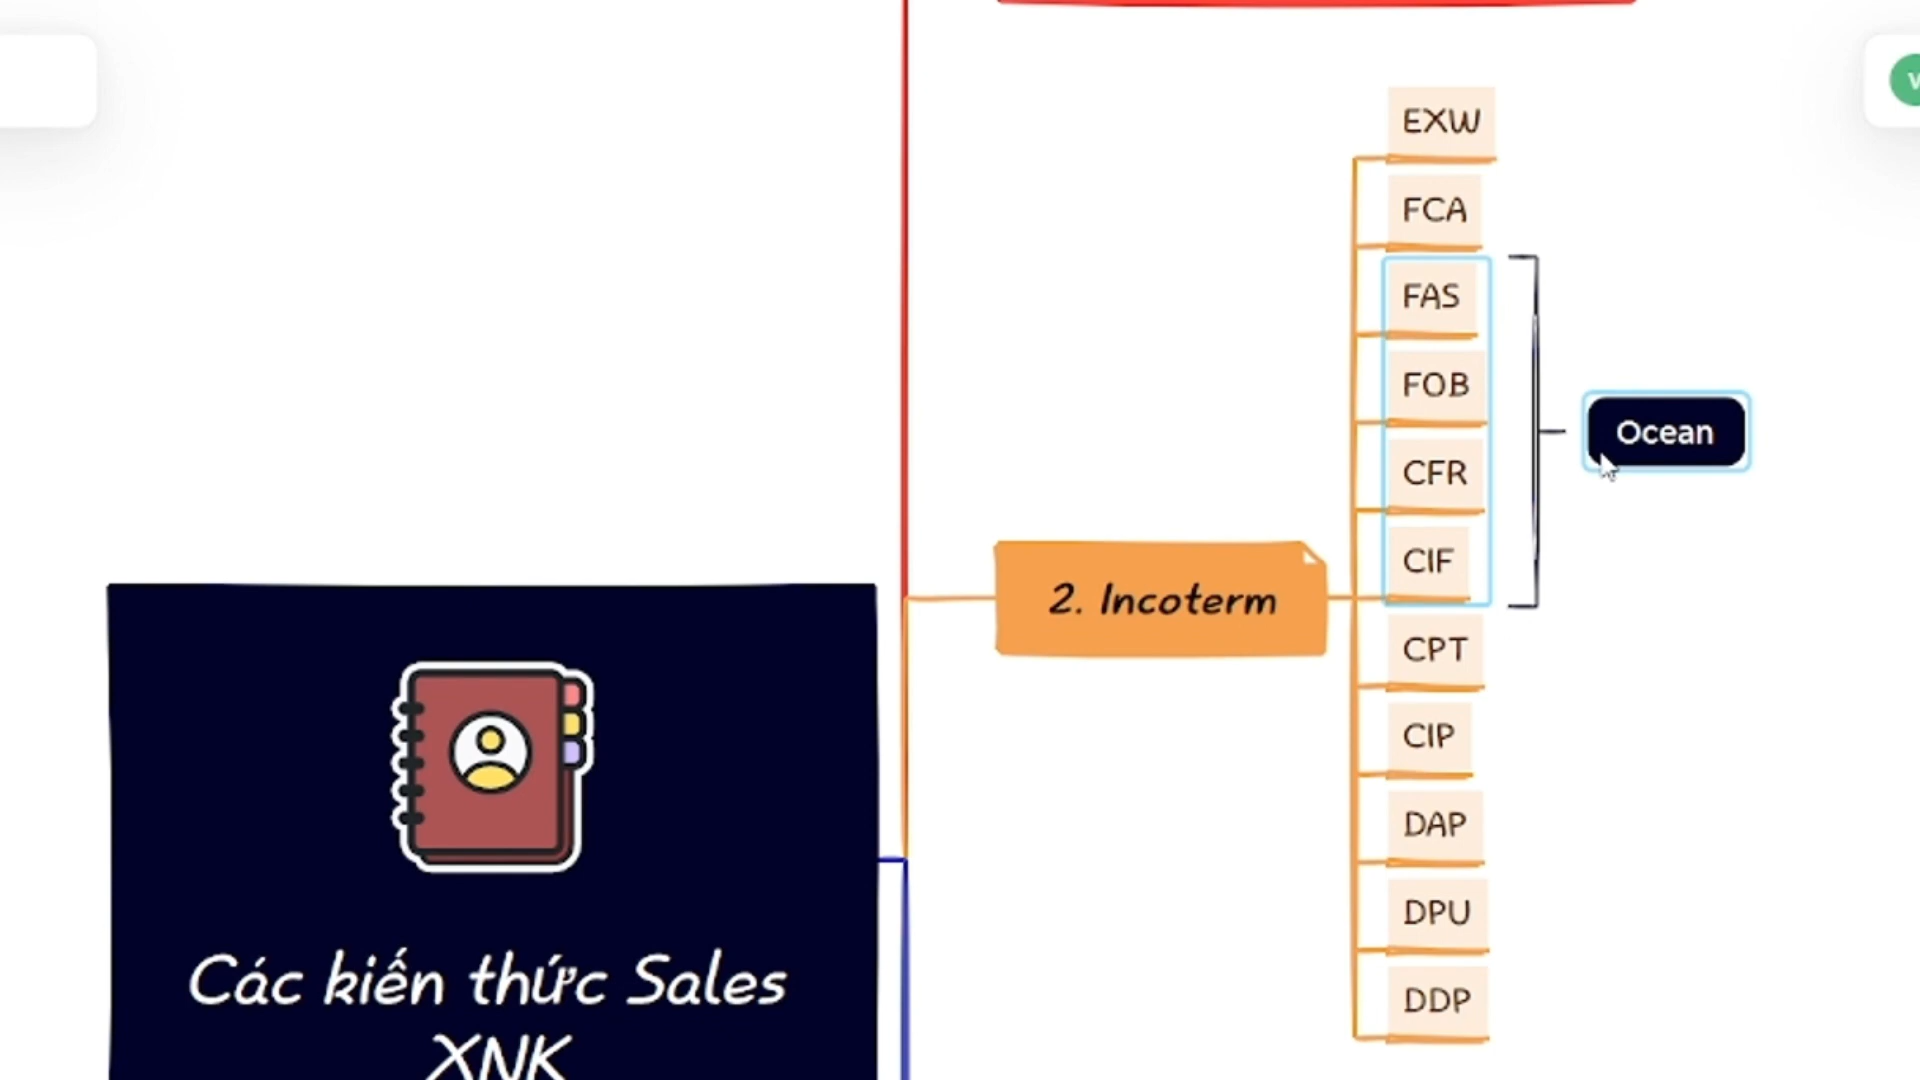 EXW
FCA
FAS
FOB
CFR
CIF
Ocean
2. Incoterm
CPT
CIP
DAP
DPU
DDP
Các kiến thức Sales
XNK